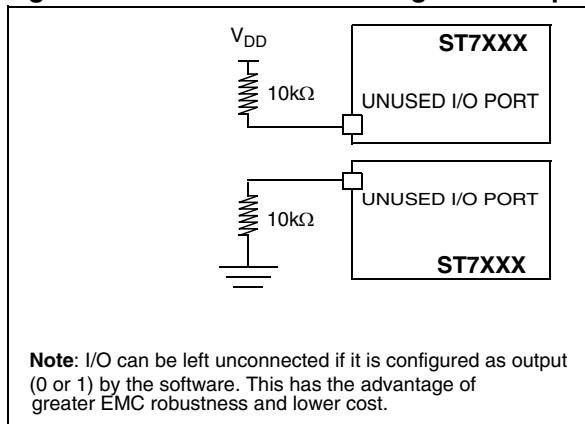 V_DD
ST7XXX
10kΩ
UNUSED I/O PORT
UNUSED I/O PORT
10kΩ
ST7XXX
Note: I/O can be left unconnected if it is configured as output
(0 or 1) by the software. This has the advantage of
greater EMC robustness and lower cost.